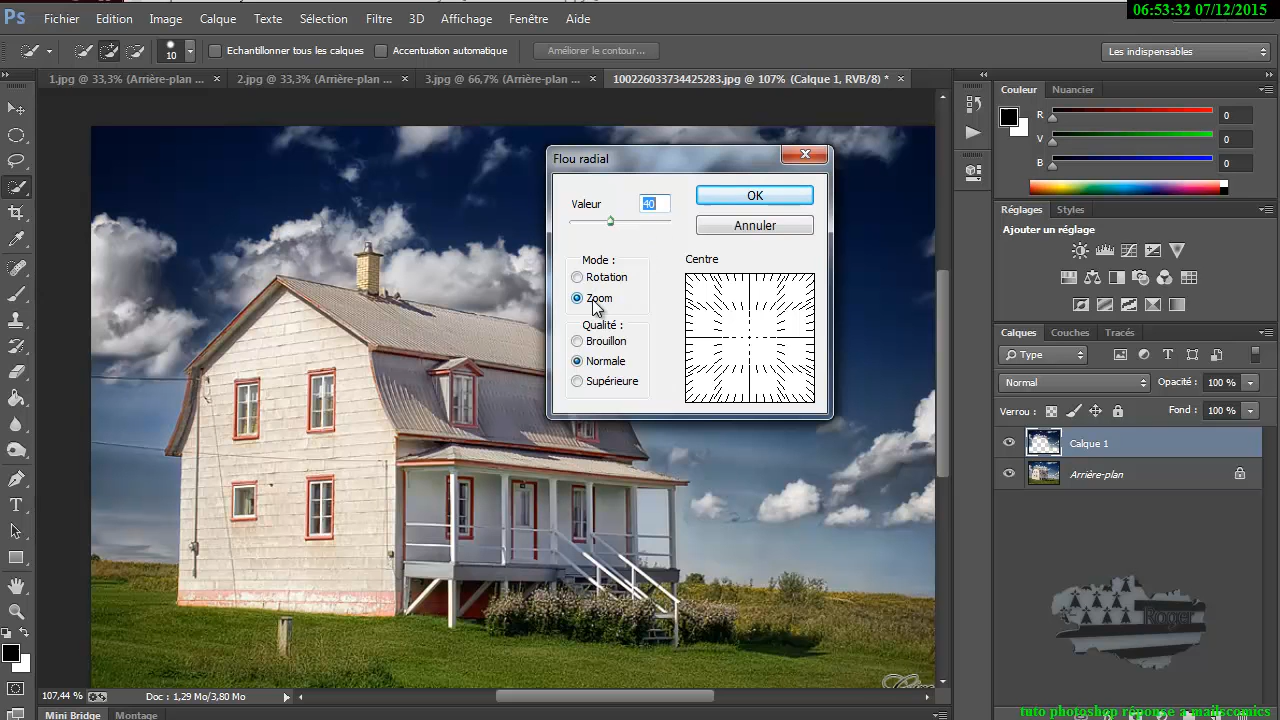 06:53:32 07/12/2015
Ps Fichier Edition Image Calque Texte Sélection Filtre 3D Affichage Fenêtre Aide
10 Echantillonner tous les calques Accentuation automatique Améliorer le contour... Les indispensables
1.jpg @ 33,3% (Arrière-plan ... × 2.jpg @ 33,3% (Arrière-plan ... × 3.jpg @ 66,7% (Arrière-plan ... × 100226033734425283.jpg @ 107% (Calque 1, RVB/8) * ×
Couleur Nuancier
R 0
V 0
B 0
Flou radial
Valeur 40
OK
Annuler
Mode :
Rotation
Zoom
Qualité :
Brouillon
Normale
Supérieure
Centre
Réglages Styles
Ajouter un réglage
Calques Couches Tracés
Type
Normal Opacité : 100 %
Verrou : Fond : 100 %
Calque 1
Arrière-plan
Roger
107,44 % Doc : 1,29 Mo/3,80 Mo
Mini Bridge Montage
tuto photoshop réponse a mailscomics